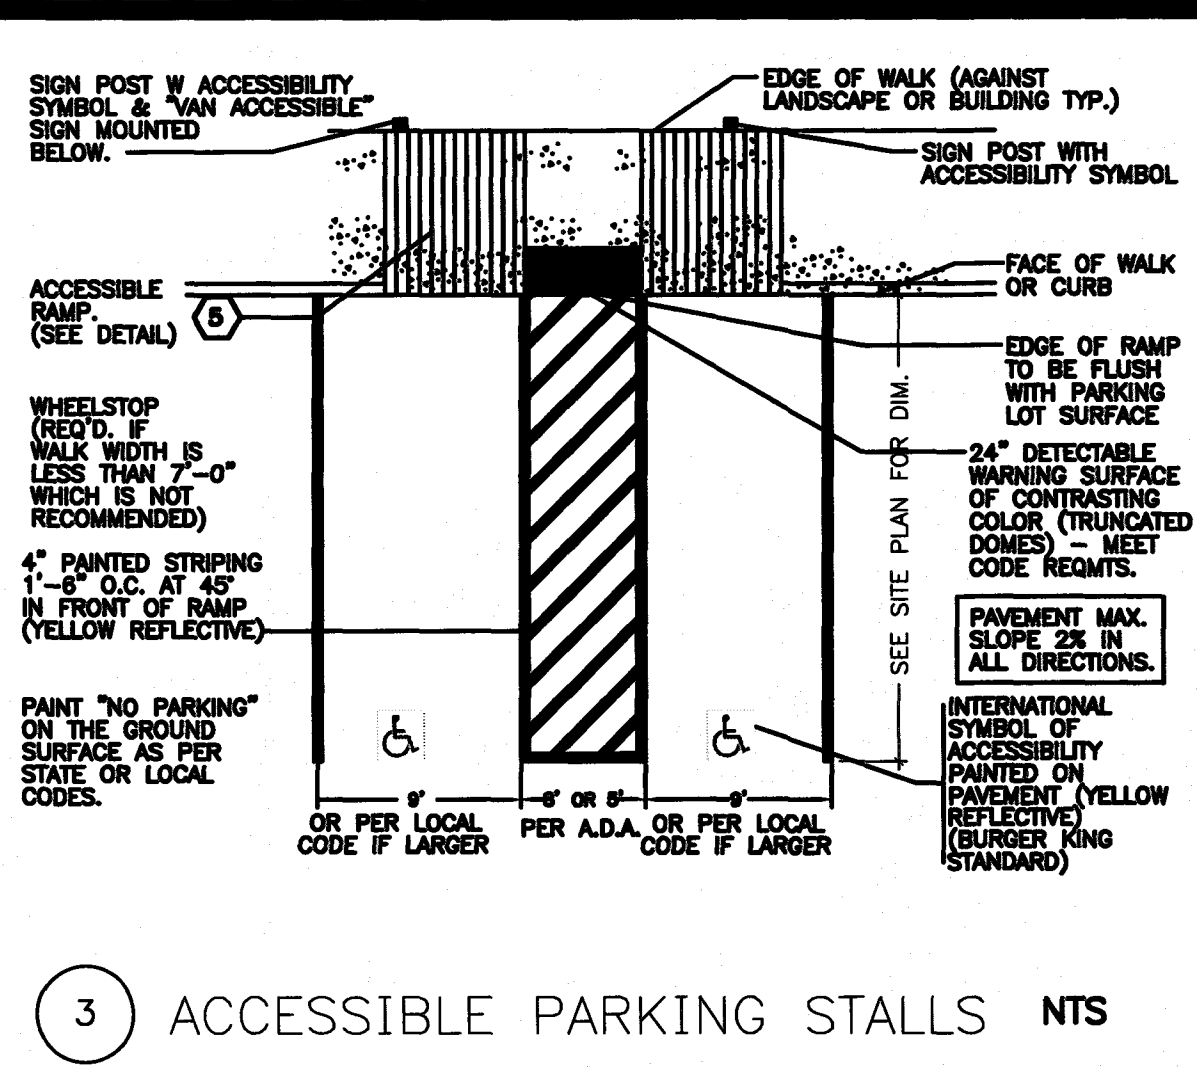 SIGN POST W ACCESSIBILITY
SYMBOL & "VAN ACCESSIBLE"
SIGN MOUNTED
BELOW.
EDGE OF WALK (AGAINST
LANDSCAPE OR BUILDING TYP.)
SIGN POST WITH
ACCESSIBILITY SYMBOL
ACCESSIBLE
RAMP.
(SEE DETAIL)
5
FACE OF WALK
OR CURB
EDGE OF RAMP
TO BE FLUSH
WITH PARKING
LOT SURFACE
WHEELSTOP
(REQ'D. IF
WALK WIDTH IS
LESS THAN 7'-0"
WHICH IS NOT
RECOMMENDED)
24" DETECTABLE
WARNING SURFACE
OF CONTRASTING
COLOR (TRUNCATED
DOMES) - MEET
CODE REQMTS.
SEE SITE PLAN FOR DIM.
4" PAINTED STRIPING
1'-6" O.C. AT 45°
IN FRONT OF RAMP
(YELLOW REFLECTIVE)
PAVEMENT MAX.
SLOPE 2% IN
ALL DIRECTIONS.
PAINT "NO PARKING"
ON THE GROUND
SURFACE AS PER
STATE OR LOCAL
CODES.
INTERNATIONAL
SYMBOL OF
ACCESSIBILITY
PAINTED ON
PAVEMENT (YELLOW
REFLECTIVE)
(BURGER KING
STANDARD)
9'
OR PER LOCAL
CODE IF LARGER
OR 5'
PER A.D.A.
9'
OR PER LOCAL
CODE IF LARGER
3 ACCESSIBLE PARKING STALLS NTS